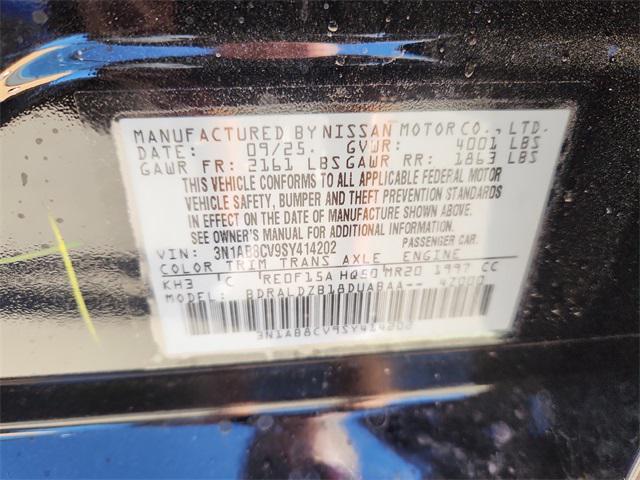 MANUFACTURED BY NISSAN MOTOR CO., LTD.
DATE: 09/25. GVWR: 4001 LBS
GAWR FR: 2161 LBS GAWR RR: 1863 LBS
THIS VEHICLE CONFORMS TO ALL APPLICABLE FEDERAL MOTOR
VEHICLE SAFETY, BUMPER AND THEFT PREVENTION STANDARDS
IN EFFECT ON THE DATE OF MANUFACTURE SHOWN ABOVE.
SEE OWNER'S MANUAL FOR ADDITIONAL INFORMATION.
VIN: 3N1AB8CV9SY414202 PASSENGER CAR.
COLOR TRIM TRANS AXLE ENGINE
KH3 C RE0F15A HQ50 MR20 1997 CC
MODEL: BDRALDZB18DUABAA-- 4Z000
3N1AB8CV9SY414202